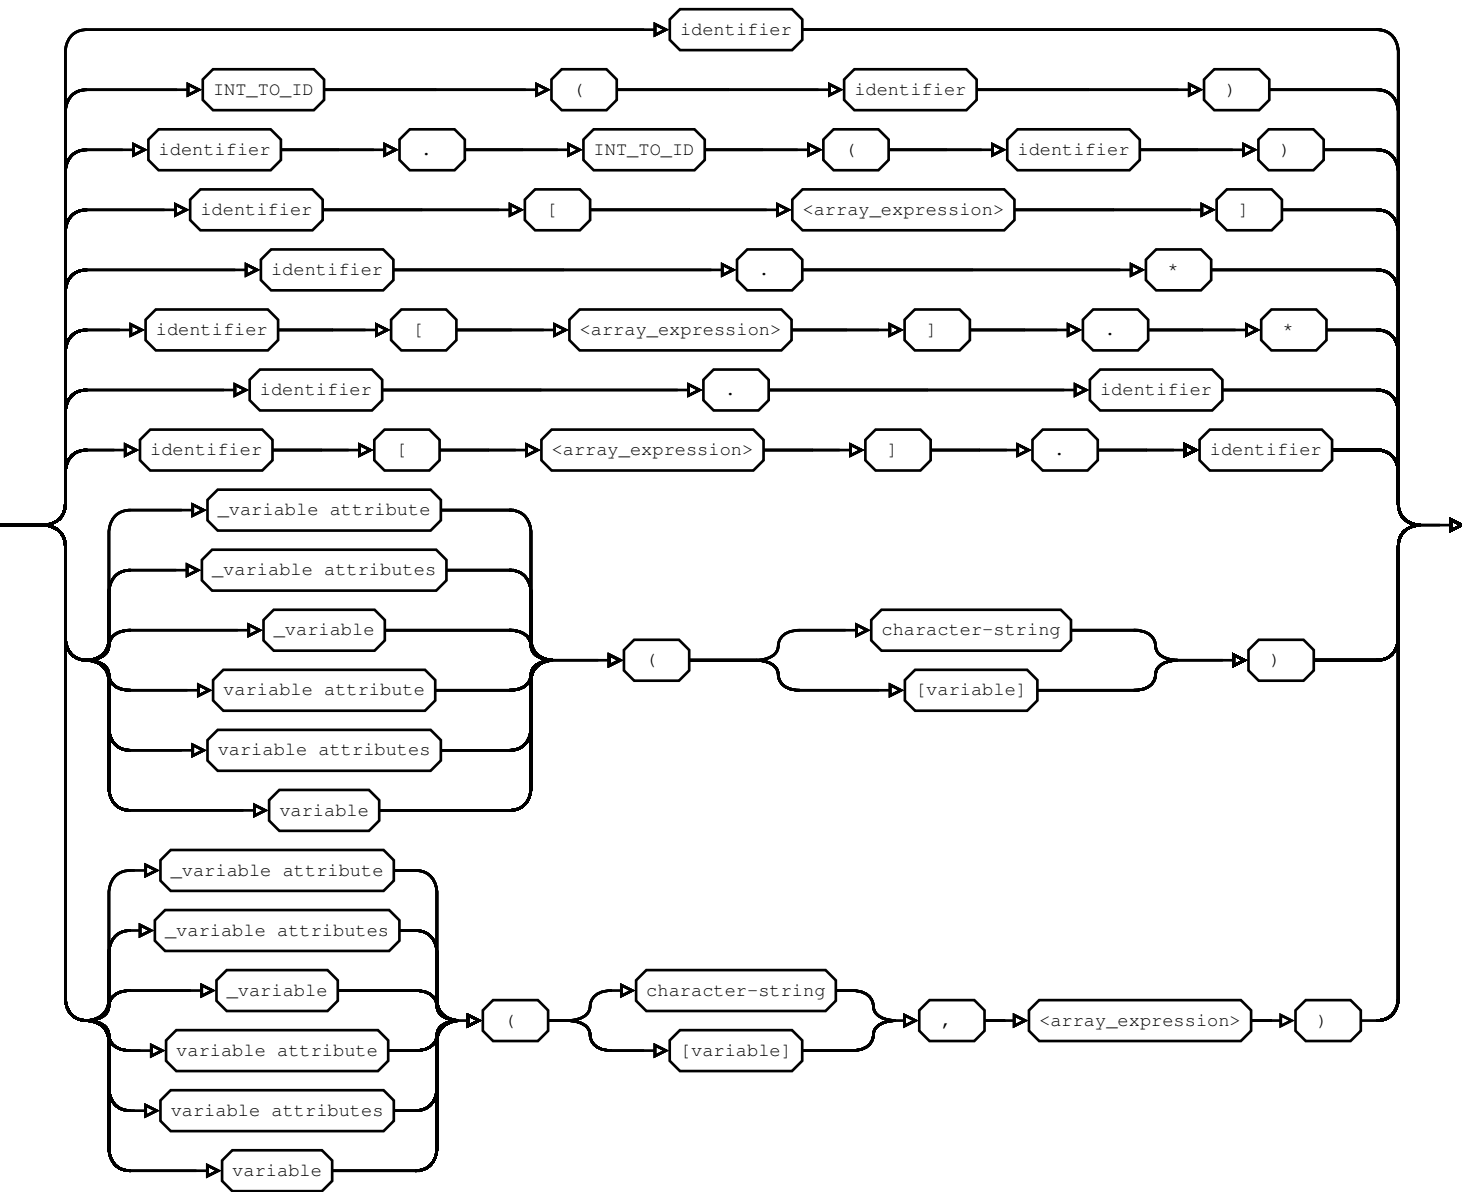 identifier
INT_TO_ID ( identifier )
identifier . INT_TO_ID ( identifier )
identifier [ <array_expression> ]
identifier . *
identifier [ <array_expression> ] . *
identifier . identifier
identifier [ <array_expression> ] . identifier
_variable attribute
_variable attributes
_variable character-string
( )
variable attribute [variable]
variable attributes
variable
_variable attribute
_variable attributes
_variable character-string
( , <array_expression> )
variable attribute [variable]
variable attributes
variable